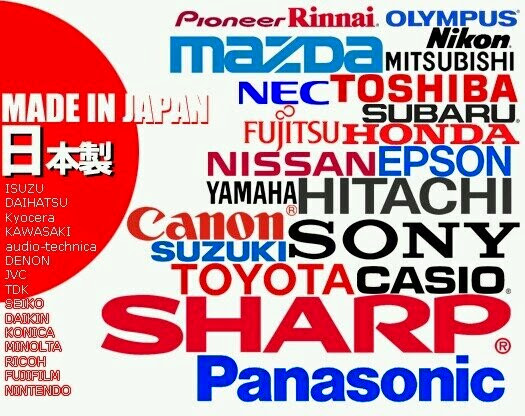 Pioneer Rinnai OLYMPUS®
Nikon®
mazda MITSUBISHI
NEC TOSHIBA
MADE IN JAPAN
日本製
SUBARU®
FUJITSU HONDA
NISSAN EPSON
YAMAHA® HITACHI
Canon SONY
SUZUKI
TOYOTA CASIO®
SHARP®
Panasonic
ISUZU
DAIHATSU
Kyocera
KAWASAKI
audio-technica
DENON
JVC
TDK
SEIKO
DAIKIN
KONICA
MINOLTA
RICOH
FUJIFILM
NINTENDO